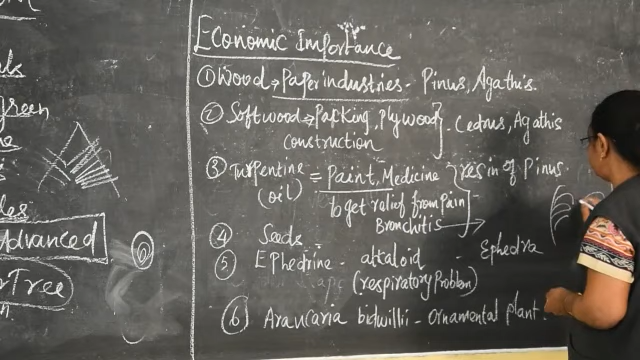 green
Advanced
Tree
Economic Importance
① Wood → Paper industries - Pinus, Agathis.
② Softwood → Packing, Plywood, construction } . Cedrus, Agathis
③ Turpentine (oil) = Paint, Medicine } resin of Pinus.
to get relief from Pain
Bronchitis
④ Seeds
⑤ EPhedrine - alkaloid - Ephedra
(respiratory Problem)
⑥ Araucaria bidwillii - Ornamental plant.
⑥